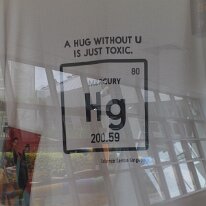 A HUG WITHOUT U
IS JUST TOXIC.
80
MERCURY
Hg
200.59